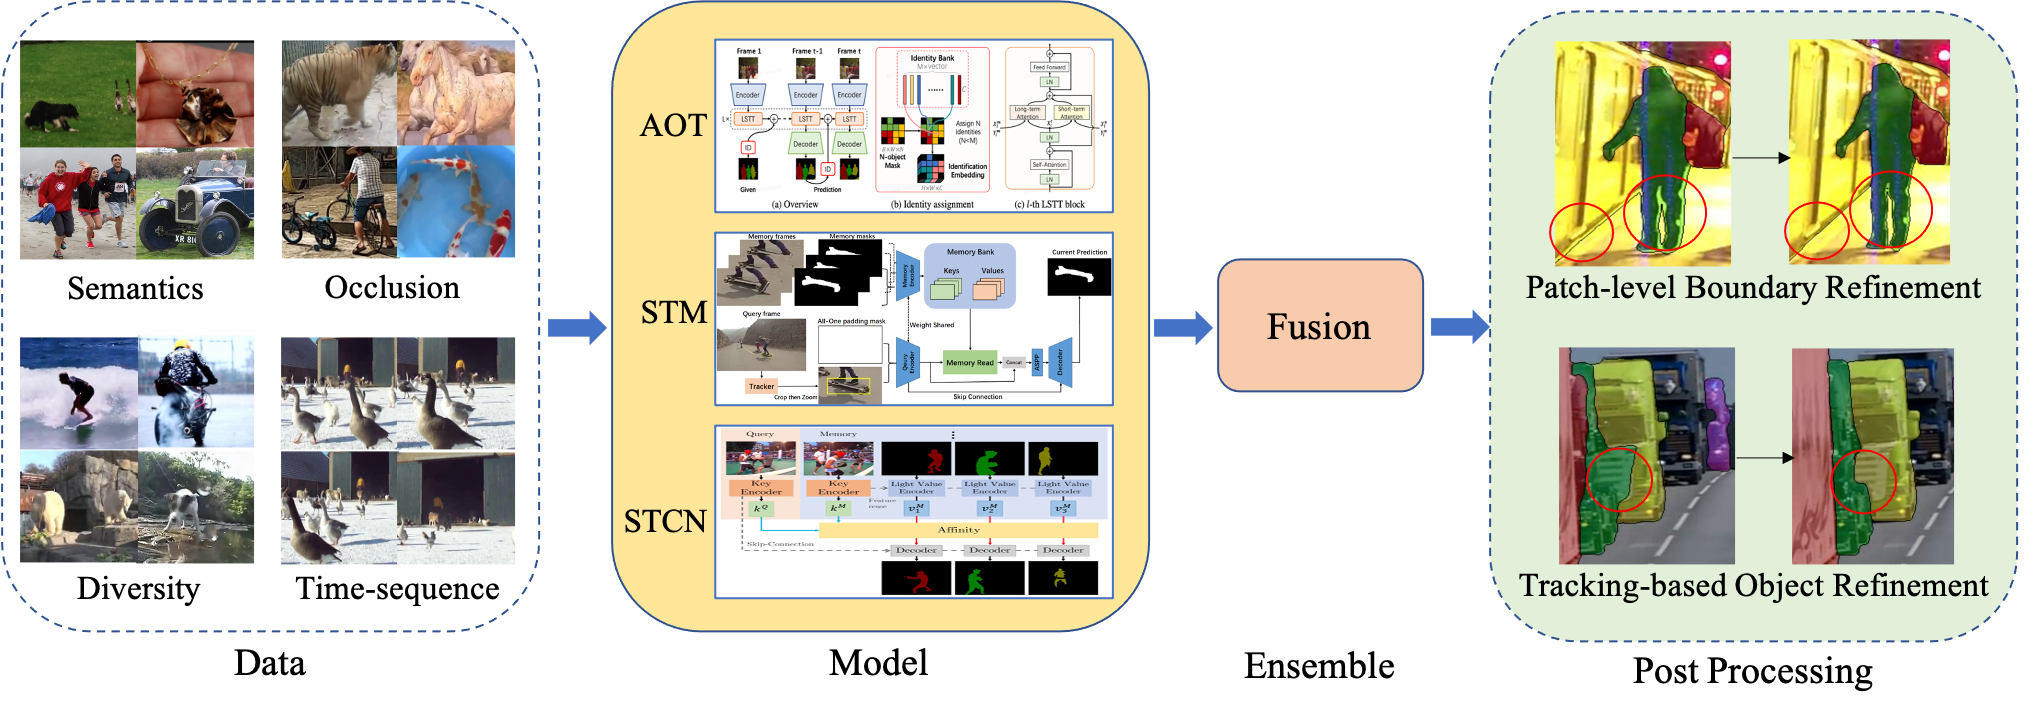 Semantics
Occlusion
Diversity
Time-sequence
Data
AOT
Frame 1
Frame t-1
Frame t
Encoder
Encoder
Encoder
L×
LSTT
LSTT
LSTT
ID
Decoder
Decoder
ID
Given
Prediction
(a) Overview
Identity Bank
M×vector
C
Assign N
identities
(N<M)
H×W×N
N-object
Mask
Identification
Embedding
H×W×C
(b) Identity assignment
Feed Forward
LN
Long-term
Attention
Short-term
Attention
LN
Self-Attention
LN
(c) l-th LSTT block
STM
Memory frames
Memory masks
Memory
Encoder
Memory Bank
Keys
Values
Current Prediction
Query frame
All-One padding mask
Weight Shared
Query
Encoder
Memory Read
Concat
ASPP
Decoder
Tracker
Crop then Zoom
Skip Connection
STCN
Query
Memory
Key
Encoder
Key
Encoder
Light Value
Encoder
Light Value
Encoder
Light Value
Encoder
Feature
reuse
k^Q
k^M
v_1^M
v_2^M
v_3^M
Affinity
Skip-Connection
Decoder
Decoder
Decoder
Model
Fusion
Ensemble
Patch-level Boundary Refinement
Tracking-based Object Refinement
Post Processing